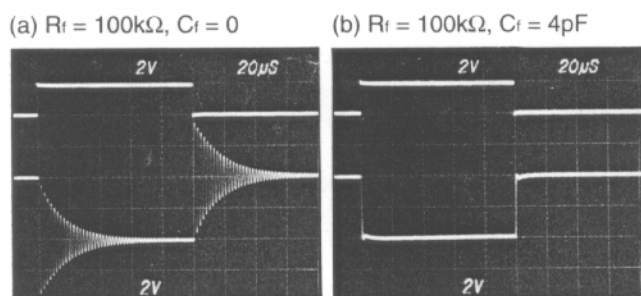 (a) Rf = 100kΩ, Cf = 0
2V 20µS
2V
(b) Rf = 100kΩ, Cf = 4pF
2V 20µS
2V